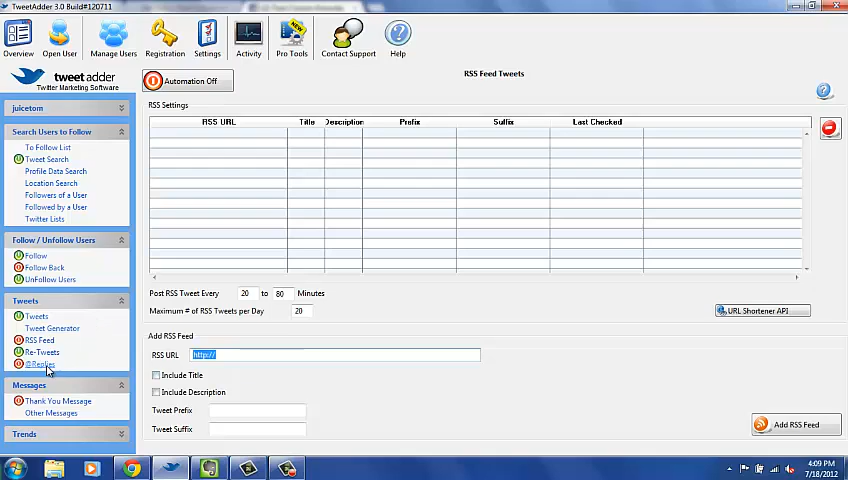 TweetAdder 3.0 Build#120711
Overview
Open User
Manage Users
Registration
Settings
Activity
NEW
Pro Tools
Contact Support
Help
tweet adder
Twitter Marketing Software
Automation Off
RSS Feed Tweets
juicetom
Search Users to Follow
To Follow List
Tweet Search
Profile Data Search
Location Search
Followers of a User
Followed by a User
Twitter Lists
Follow / Unfollow Users
Follow
Follow Back
UnFollow Users
Tweets
Tweets
Tweet Generator
RSS Feed
Re-Tweets
@Replies
Messages
Thank You Message
Other Messages
Trends
RSS Settings
RSS URL Title Description Prefix Suffix Last Checked
Post RSS Tweet Every 20 to 80 Minutes
Maximum # of RSS Tweets per Day 20
URL Shortener API
Add RSS Feed
RSS URL http://
Include Title
Include Description
Tweet Prefix
Tweet Suffix
Add RSS Feed
4:09 PM
7/18/2012